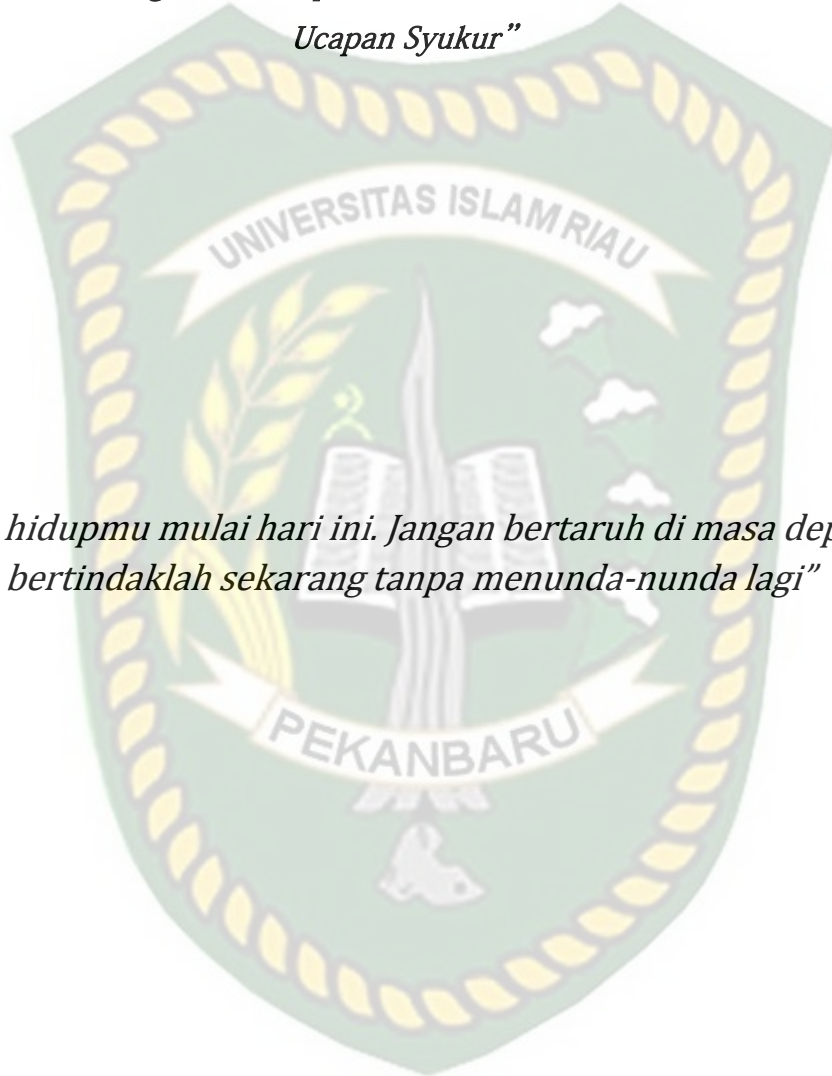 Ucapan Syukur”
UNIVERSITAS ISLAM RIAU
hidupmu mulai hari ini. Jangan bertaruh di masa dep
bertindaklah sekarang tanpa menunda-nunda lagi”
PEKANBARU